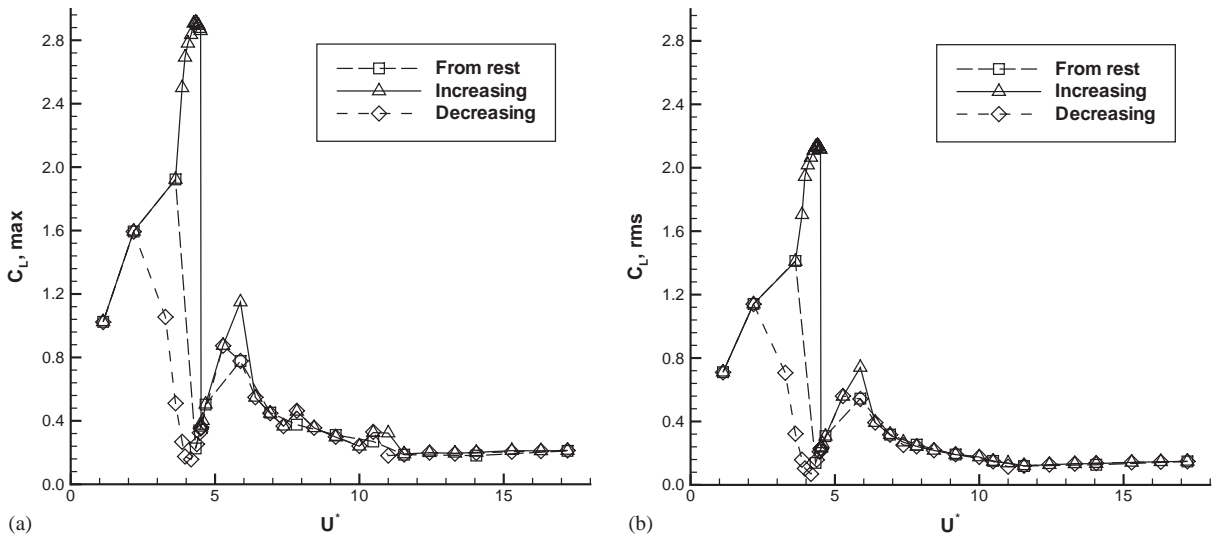 2.8
2.4
2.0
1.6
1.2
0.8
0.4
0.0
0
5
10
15
C_L, max
U*
From rest
Increasing
Decreasing
(a)
2.8
2.4
2.0
1.6
1.2
0.8
0.4
0.0
0
5
10
15
C_L, rms
U*
From rest
Increasing
Decreasing
(b)